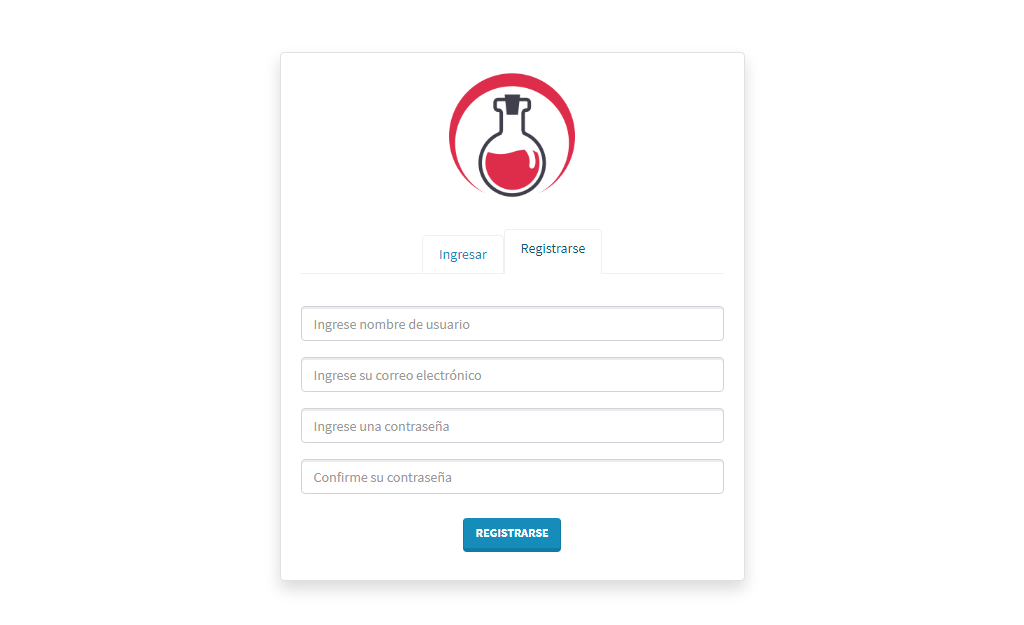 Ingresar
Registrarse
Ingrese nombre de usuario
Ingrese su correo electrónico
Ingrese una contraseña
Confirme su contraseña
REGISTRARSE